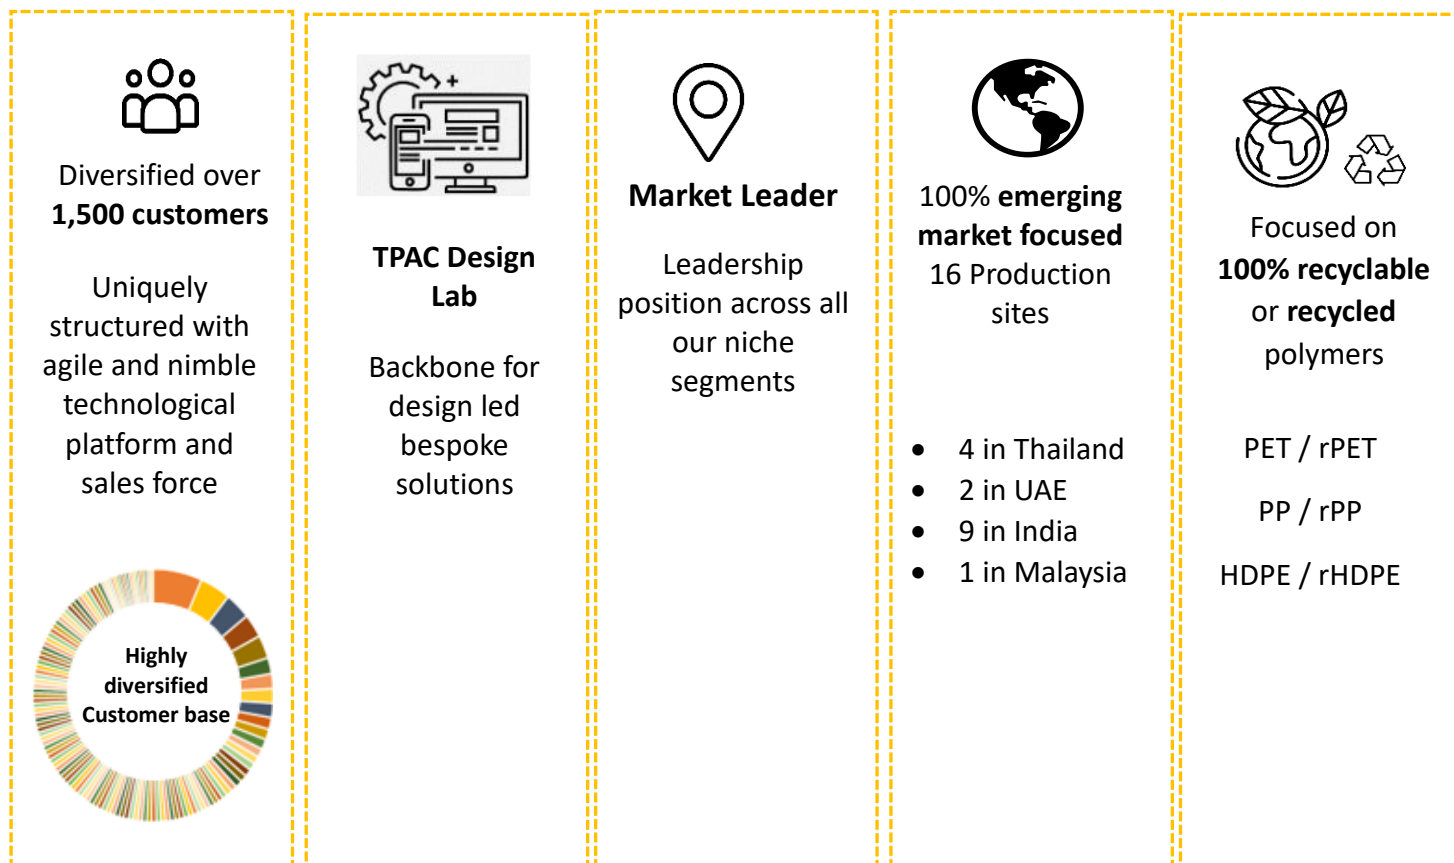 Diversified over
1,500 customers
Uniquely
structured with
agile and nimble
technological
platform and
sales force
Highly
diversified
Customer base
TPAC Design
Lab
Backbone for
design led
bespoke
solutions
Market Leader
Leadership
position across all
our niche
segments
100% emerging
market focused
16 Production
sites
• 4 in Thailand
• 2 in UAE
• 9 in India
• 1 in Malaysia
Focused on
100% recyclable
or recycled
polymers
PET / rPET
PP / rPP
HDPE / rHDPE